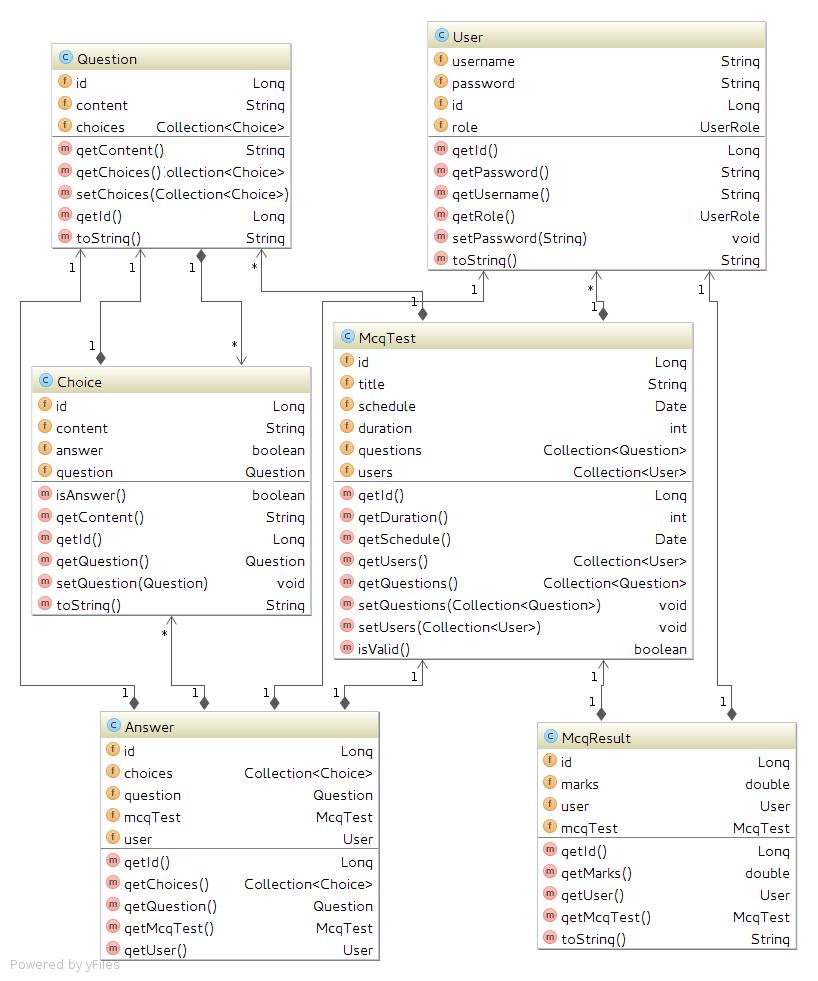 Question
id Long
content String
choices Collection<Choice>
getContent() String
getChoices() Collection<Choice>
setChoices(Collection<Choice>)
getId() Long
toString() String
User
username String
password String
id Long
role UserRole
getId() Long
getPassword() String
getUsername() String
getRole() UserRole
setPassword(String) void
toString() String
1 1 1 * 1 * 1
1 1
1 *
McqTest
id Long
title String
schedule Date
duration int
questions Collection<Question>
users Collection<User>
getId() Long
getDuration() int
getSchedule() Date
getUsers() Collection<User>
getQuestions() Collection<Question>
setQuestions(Collection<Question>) void
setUsers(Collection<User>) void
isValid() boolean
Choice
id Long
content String
answer boolean
question Question
isAnswer() boolean
getContent() String
getId() Long
getQuestion() Question
setQuestion(Question) void
toString() String
* 1 1
1 1 1 1 1 1
Answer
id Long
choices Collection<Choice>
question Question
mcqTest McqTest
user User
getId() Long
getChoices() Collection<Choice>
getQuestion() Question
getMcqTest() McqTest
getUser() User
McqResult
id Long
marks double
user User
mcqTest McqTest
getId() Long
getMarks() double
getUser() User
getMcqTest() McqTest
toString() String
Powered by yFiles